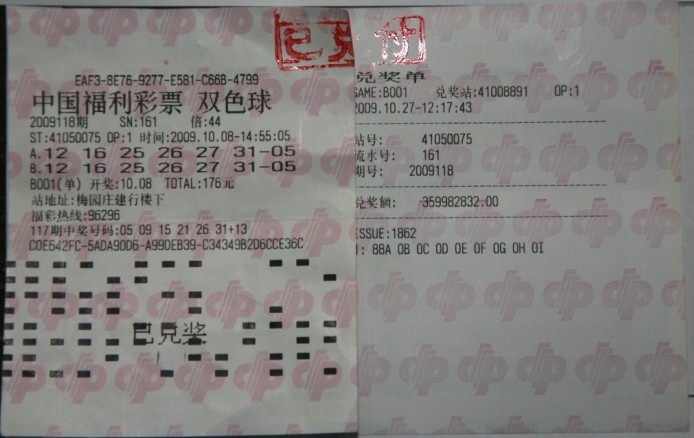 已兑付
EAF3-8E76-9277-E581-C66B-4799
中国福利彩票 双色球
2009118期 SN:161 倍:44
ST:41050075 OP:1 时间:2009.10.08-14:55:05
A.12 16 25 26 27 31-05
B.12 16 25 26 27 31-05
B001(单) 开奖:10.08 TOTAL:176元
站地址:梅园庄建行楼下
福彩热线:96296
117期中奖号码:05 09 15 21 26 31+13
C0E642FC-5ADA90D6-A990EB39-C34349B2D6CCE36C
已兑奖
兑奖单
GAME:B001 兑奖站:41008891 OP:1
2009.10.27-12:17:43
站号: 41050075
流水号: 161
期号: 2009118
兑奖额: -359982832.00
ISSUE:1862
: 88A 0B 0C 0D 0E 0F 0G 0H 0I